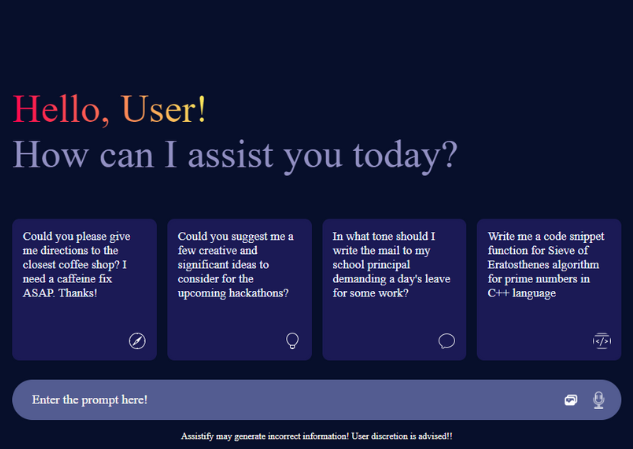 Hello, User!
How can I assist you today?
Could you please give
me directions to the
closest coffee shop? I
need a caffeine fix
ASAP. Thanks!
Could you suggest me a
few creative and
significant ideas to
consider for the
upcoming hackathons?
In what tone should I
write the mail to my
school principal
demanding a day's leave
for some work?
Write me a code snippet
function for Sieve of
Eratosthenes algorithm
for prime numbers in
C++ language
Enter the prompt here!
Assistify may generate incorrect information! User discretion is advised!!